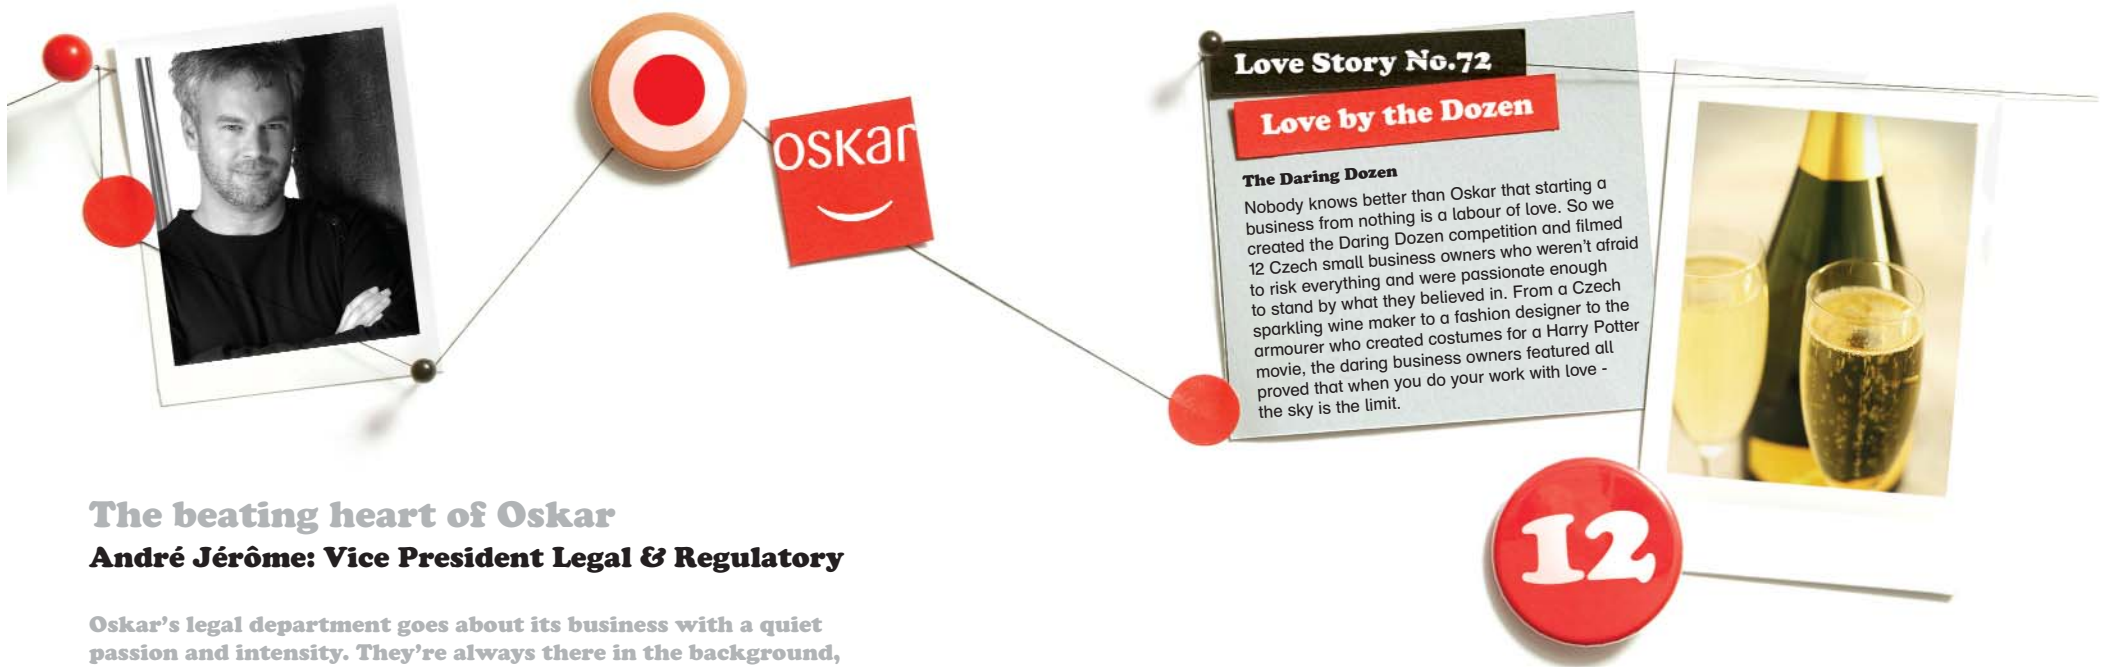 oskar
Love Story No.72
Love by the Dozen
The Daring Dozen
Nobody knows better than Oskar that starting a
business from nothing is a labour of love. So we
created the Daring Dozen competition and filmed
12 Czech small business owners who weren't afraid
to risk everything and were passionate enough
to stand by what they believed in. From a Czech
sparkling wine maker to a fashion designer to the
armourer who created costumes for a Harry Potter
movie, the daring business owners featured all
proved that when you do your work with love -
the sky is the limit.
12
The beating heart of Oskar
André Jérôme: Vice President Legal & Regulatory
Oskar's legal department goes about its business with a quiet
passion and intensity. They're always there in the background,